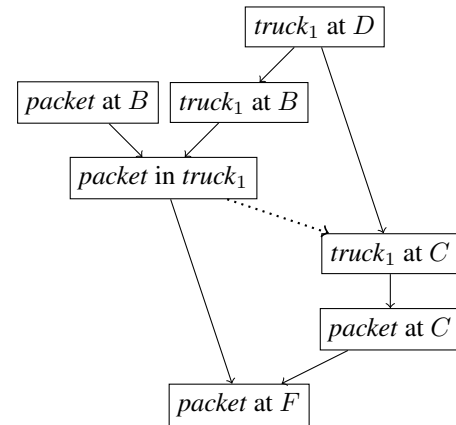 truck₁ at D
packet at B
truck₁ at B
packet in truck₁
truck₁ at C
packet at C
packet at F